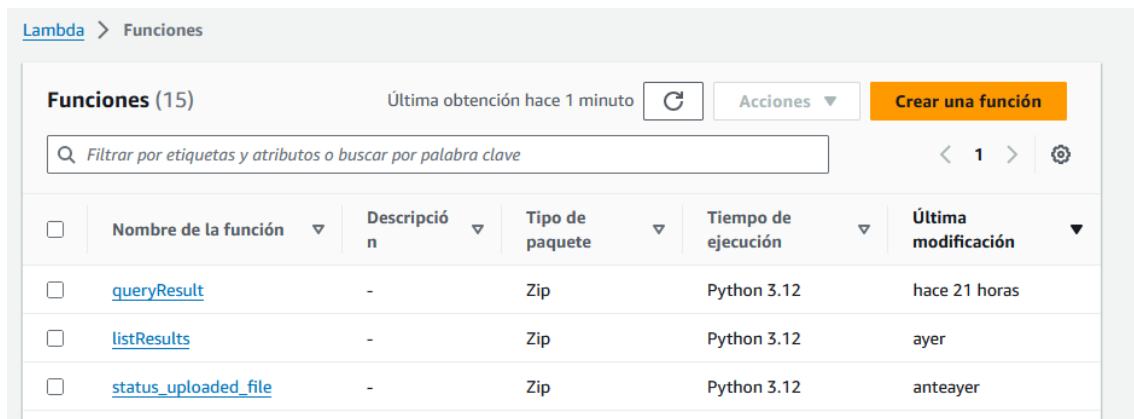 Lambda > Funciones
Funciones (15) Última obtención hace 1 minuto Acciones Crear una función
Filtrar por etiquetas y atributos o buscar por palabra clave < 1 >
Nombre de la función Descripció
n Tipo de
paquete Tiempo de
ejecución Última
modificación
queryResult - Zip Python 3.12 hace 21 horas
listResults - Zip Python 3.12 ayer
status_uploaded_file - Zip Python 3.12 anteayer